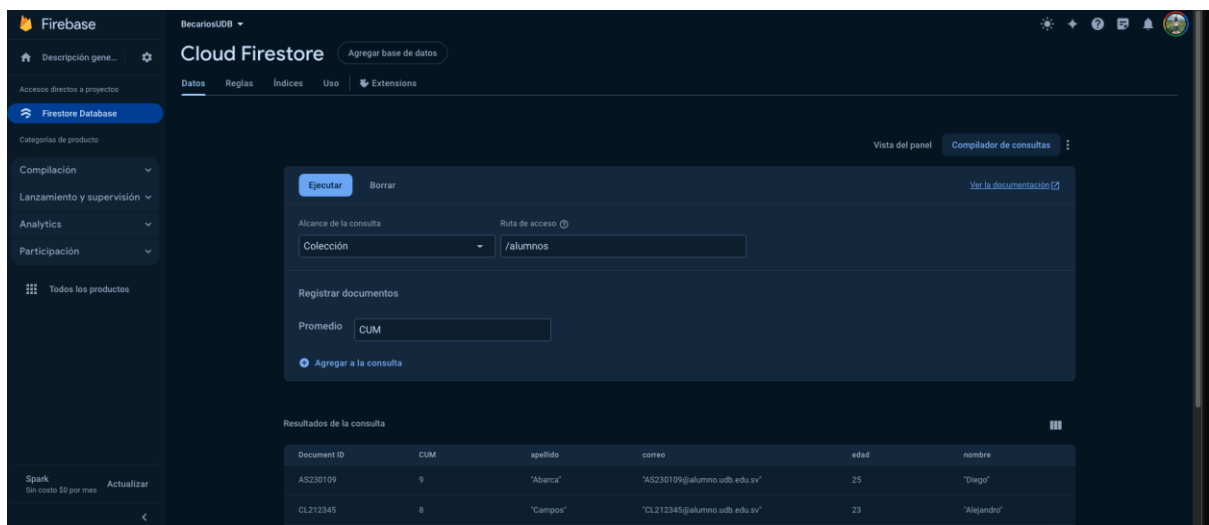 Firebase
BecariosUDB
Descripción gene...
Cloud Firestore
Agregar base de datos
Datos
Reglas
Índices
Uso
Extensions
Accesos directos a proyectos
Firestore Database
Categorías de producto
Compilación
Lanzamiento y supervisión
Analytics
Participación
Todos los productos
Spark
Sin costo $0 por mes
Actualizar
Vista del panel
Compilador de consultas
Ejecutar
Borrar
Ver la documentación
Alcance de la consulta
Ruta de acceso
Colección
/alumnos
Registrar documentos
Promedio
CUM
Agregar a la consulta
Resultados de la consulta
Document ID CUM apellido correo edad nombre
AS230109 9 "Abarca" "AS230109@alumno.udb.edu.sv" 25 "Diego"
CL212345 8 "Campos" "CL212345@alumno.udb.edu.sv" 23 "Alejandro"